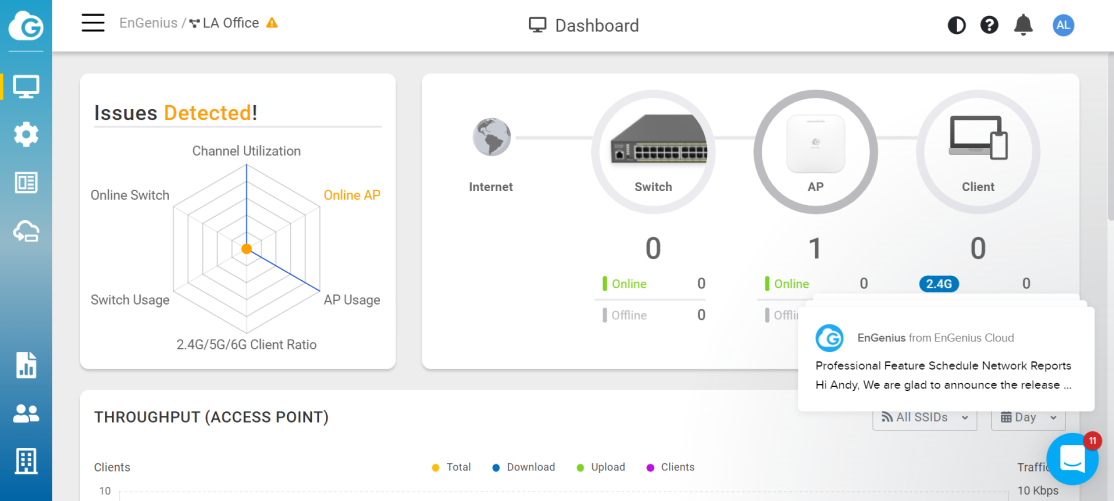 EnGenius / LA Office
Dashboard
AL
Issues Detected!
Channel Utilization
Online Switch
Online AP
Switch Usage
AP Usage
2.4G/5G/6G Client Ratio
Internet
Switch
AP
Client
0
1
0
Online 0
Online 0
2.4G 0
Offline 0
EnGenius from EnGenius Cloud
Professional Feature Schedule Network Reports
Hi Andy, We are glad to announce the release ...
THROUGHPUT (ACCESS POINT)
All SSIDs
Day
11
Clients
Total
Download
Upload
Clients
10
10 Kbps